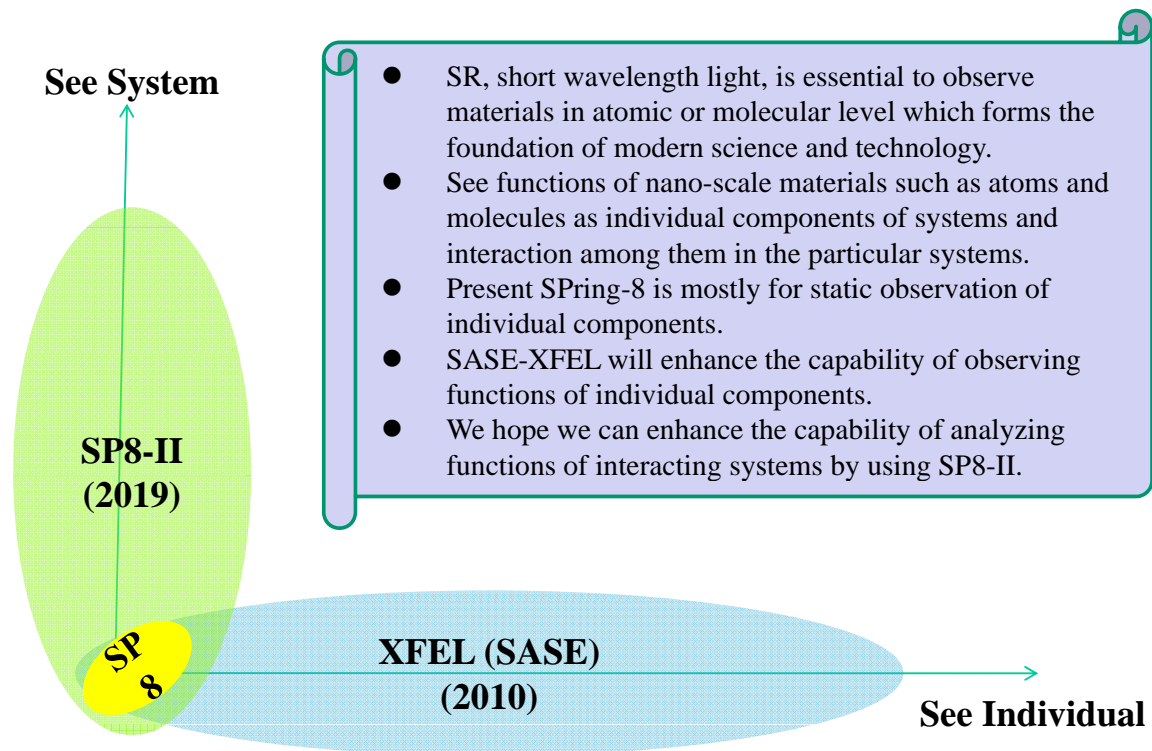 See System
● SR, short wavelength light, is essential to observe
materials in atomic or molecular level which forms the
foundation of modern science and technology.
● See functions of nano-scale materials such as atoms and
molecules as individual components of systems and
interaction among them in the particular systems.
● Present SPring-8 is mostly for static observation of
individual components.
● SASE-XFEL will enhance the capability of observing
functions of individual components.
● We hope we can enhance the capability of analyzing
functions of interacting systems by using SP8-II.
SP8-II
(2019)
SP
8
XFEL (SASE)
(2010)
See Individual